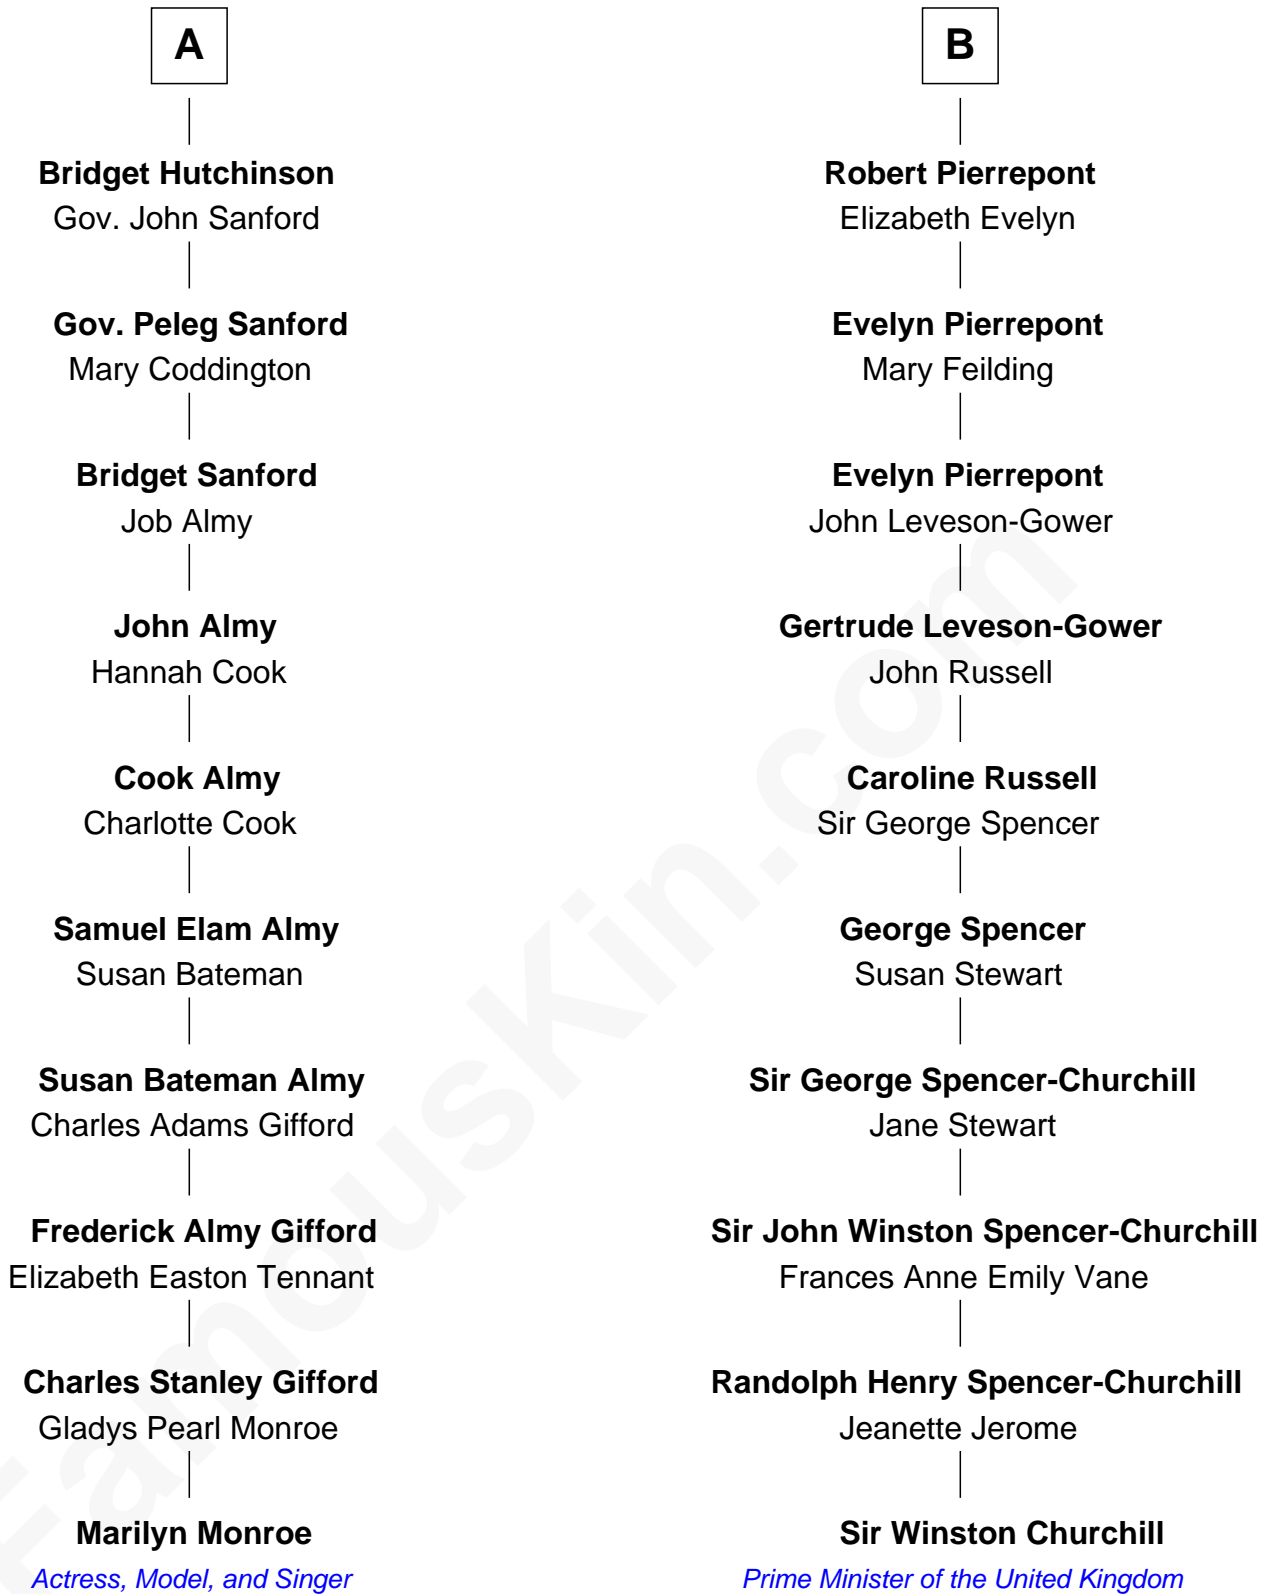 A
Bridget Hutchinson
Gov. John Sanford
Gov. Peleg Sanford
Mary Coddington
Bridget Sanford
Job Almy
John Almy
Hannah Cook
Cook Almy
Charlotte Cook
Samuel Elam Almy
Susan Bateman
Susan Bateman Almy
Charles Adams Gifford
Frederick Almy Gifford
Elizabeth Easton Tennant
Charles Stanley Gifford
Gladys Pearl Monroe
Marilyn Monroe
Actress, Model, and Singer
B
Robert Pierrepont
Elizabeth Evelyn
Evelyn Pierrepont
Mary Feilding
Evelyn Pierrepont
John Leveson-Gower
Gertrude Leveson-Gower
John Russell
Caroline Russell
Sir George Spencer
George Spencer
Susan Stewart
Sir George Spencer-Churchill
Jane Stewart
Sir John Winston Spencer-Churchill
Frances Anne Emily Vane
Randolph Henry Spencer-Churchill
Jeanette Jerome
Sir Winston Churchill
Prime Minister of the United Kingdom
FamousKin.com